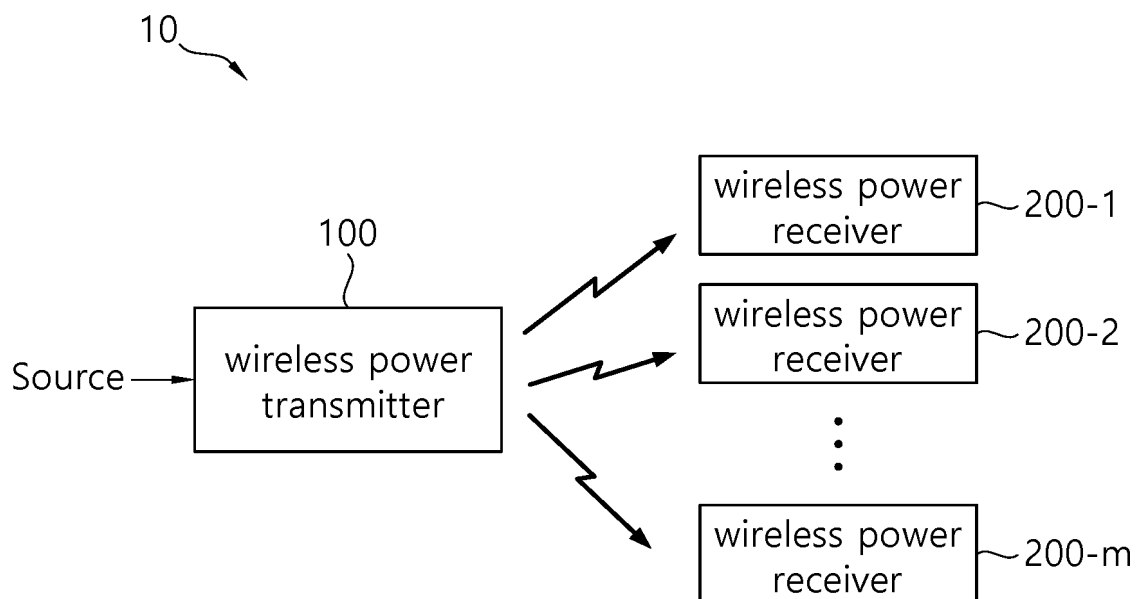 10
wireless power
receiver
200-1
100
wireless power
receiver
200-2
Source
wireless power
transmitter
wireless power
receiver
200-m